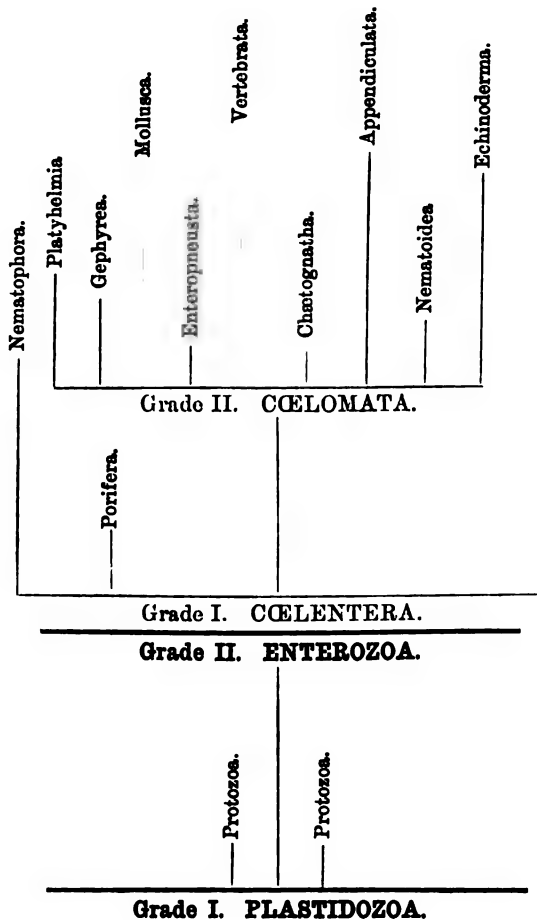 Nematophora.
Platyhelmia
Gephyrea.
Mollusca.
Enteropneusta.
Vertebrata.
Chætognatha.
Appendiculata.
Nematoidea
Echinoderma.
Grade II. CŒLOMATA.
Porifera.
Grade I. CŒLENTERA.
Grade II. ENTEROZOA.
Protozoa.
Protozoa.
Grade I. PLASTIDOZOA.